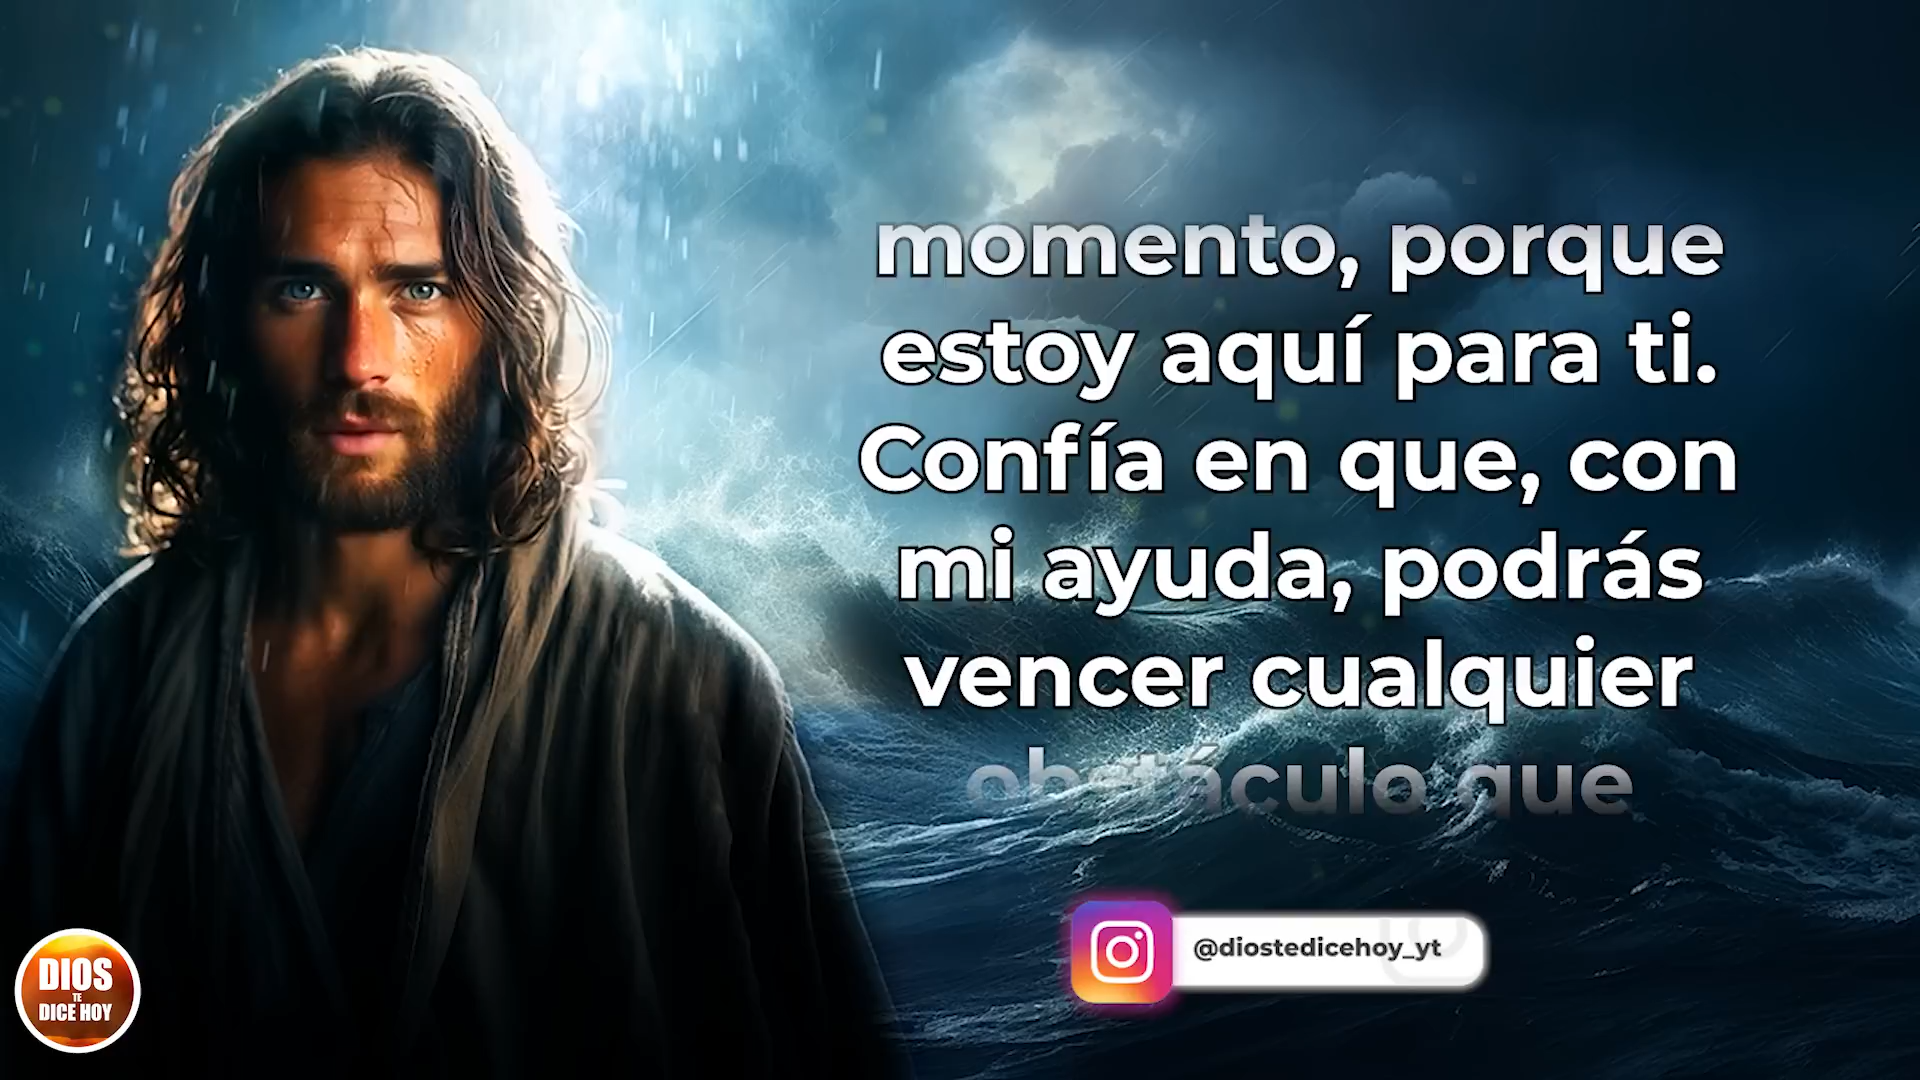 momento, porque
estoy aquí para ti.
Confía en que, con
mi ayuda, podrás
vencer cualquier
obstáculo que
@diostedicehoy_yt
DIOS
TE
DICE HOY